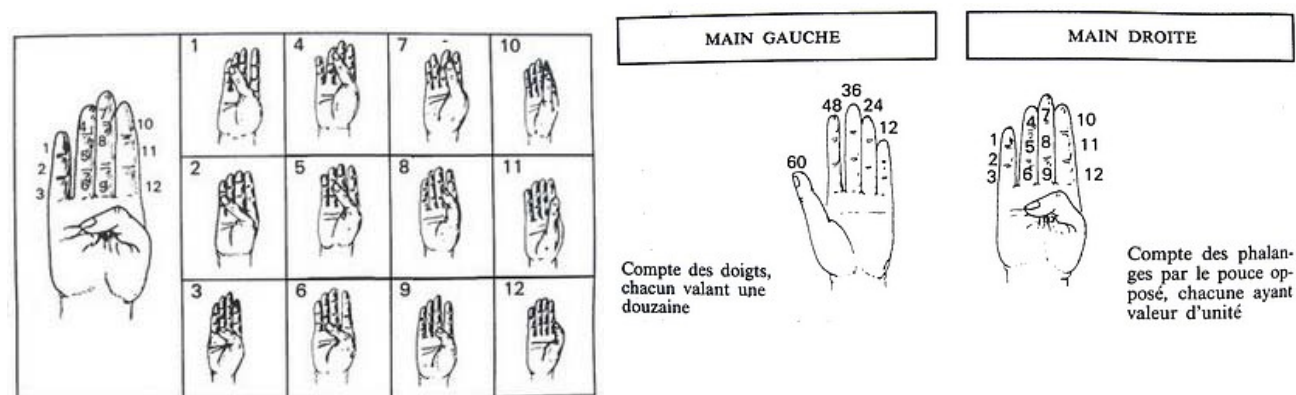 1 4 7 10
2 5 8 11
3 6 9 12
1 4 7 10
2 8 11
3 12
MAIN GAUCHE
48 36 24 12
60
Compte des doigts,
chacun valant une
douzaine
MAIN DROITE
1 4 7 10
2 5 8 11
3 6 9 12
Compte des phalan-
ges par le pouce op-
posé, chacune ayant
valeur d'unité